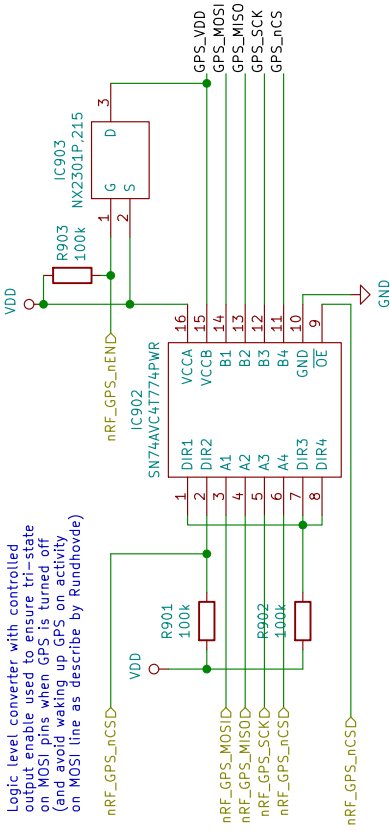 GPS_VDD
GPS_MOSI
GPS_MISO
GPS_SCK
GPS_nCS
3
D
IC903
NX2301P,215
G
S
1
2
R903
100k
VDD
GND
nRF_GPS_nEN
16
15
14
13
12
11
10
9
VCCA
VCCB
B1
B2
B3
B4
GND
OE
IC902
SN74AVC4T774PWR
DIR1
DIR2
A1
A2
A3
A4
DIR3
DIR4
1
2
3
4
5
6
7
8
Logic level converter with controlled
output enable used to ensure tri-state
on MOSI pins when GPS is turned off
(and avoid waking up GPS on activity
on MOSI line as describe by Rundhovde)
R901
100k
R902
100k
VDD
nRF_GPS_nCS
nRF_GPS_MOSI
nRF_GPS_MISO
nRF_GPS_SCK
nRF_GPS_nCS
nRF_GPS_nCS